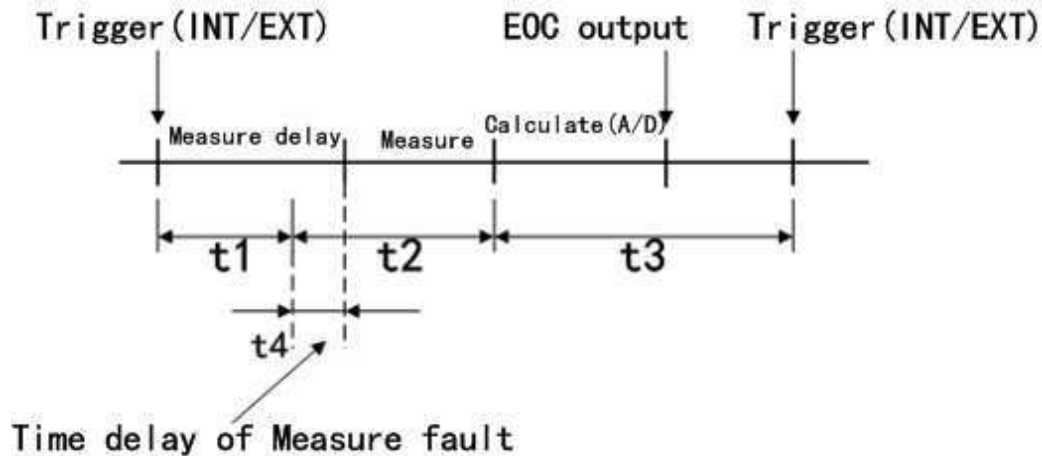 Trigger(INT/EXT)
EOC output
Trigger(INT/EXT)
Measure delay
Measure
Calculate(A/D)
t1
t2
t3
t4
Time delay of Measure fault